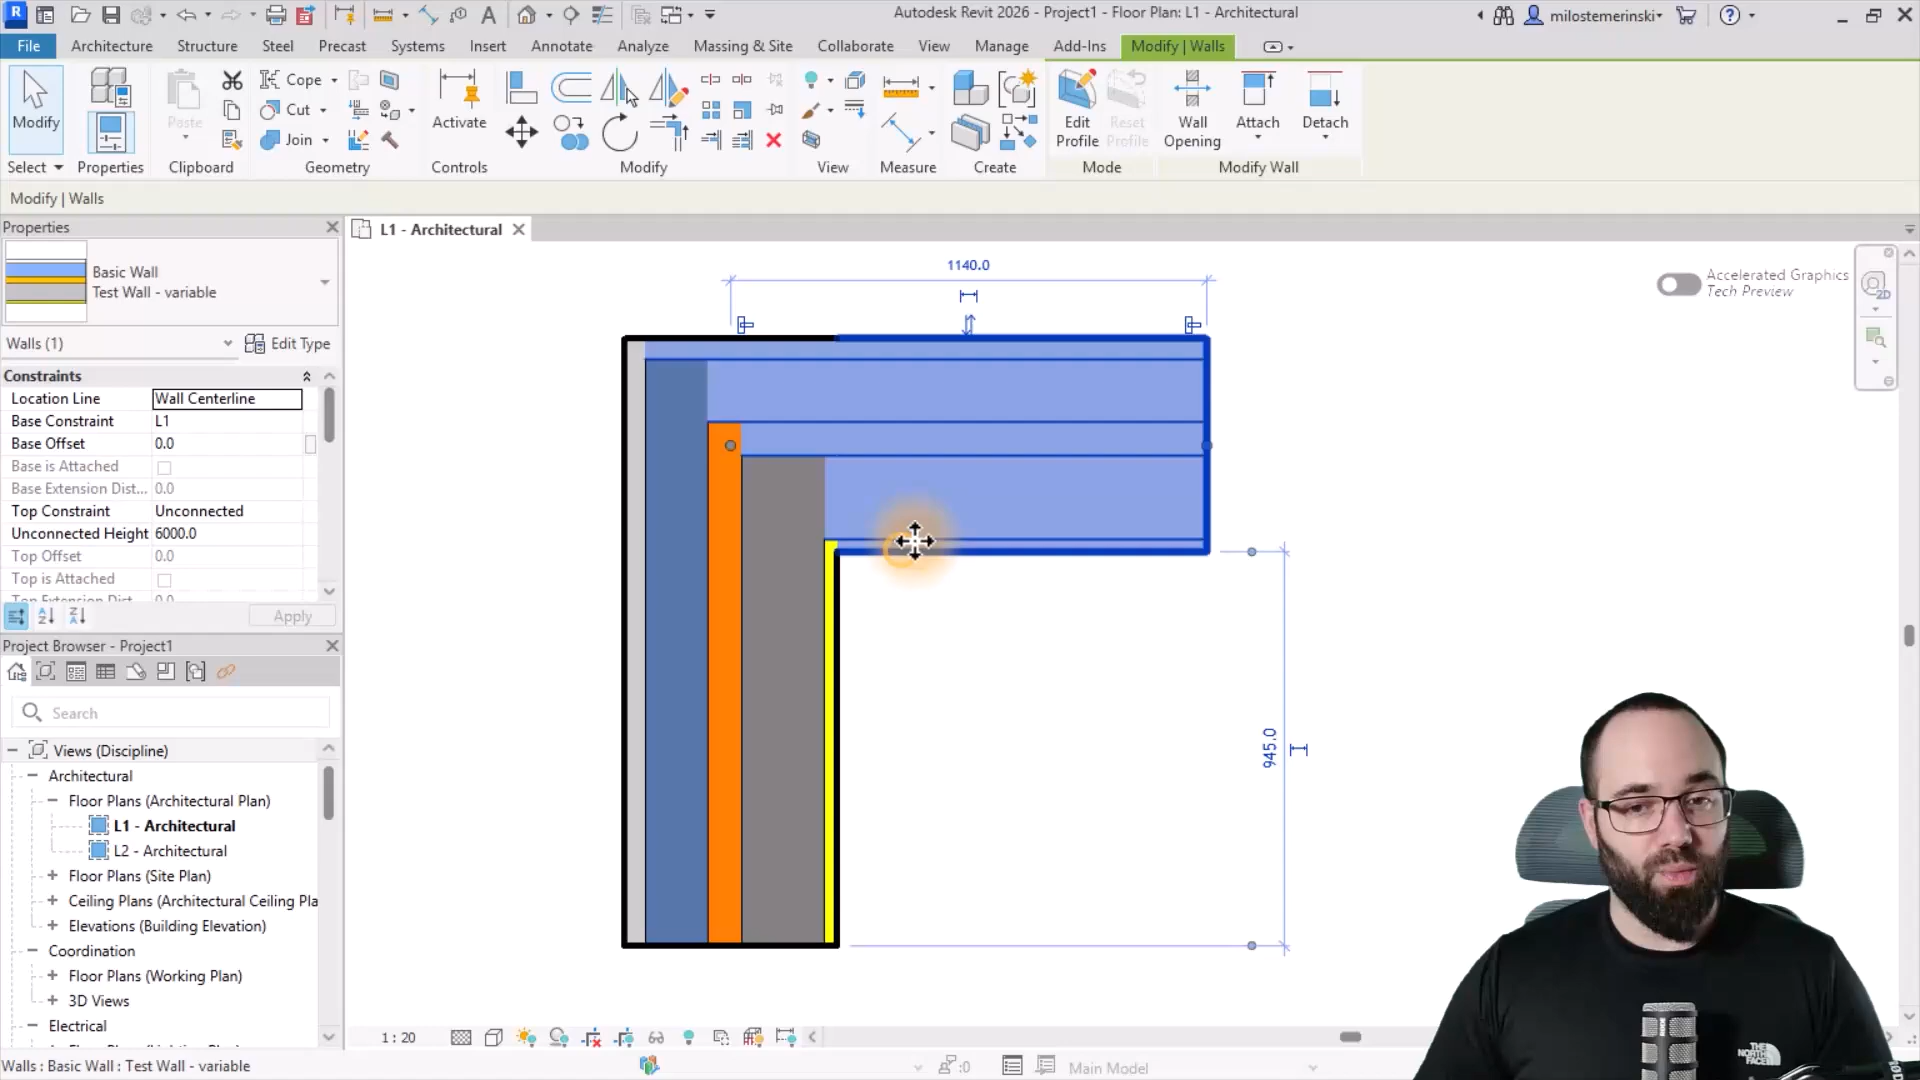 Autodesk Revit 2026 - Project1 - Floor Plan: L1 - Architectural
milostemerinski
File
Architecture
Structure
Steel
Precast
Systems
Insert
Annotate
Analyze
Massing & Site
Collaborate
View
Manage
Add-Ins
Modify | Walls
Modify
Select
Properties
Paste
Clipboard
Cope
Cut
Join
Geometry
Activate
Controls
Modify
View
Measure
Create
Edit
Profile
Reset
Profile
Mode
Wall
Opening
Attach
Detach
Modify Wall
Modify | Walls
Properties
Basic Wall
Test Wall - variable
Walls (1)
Edit Type
Constraints
Location Line Wall Centerline
Base Constraint L1
Base Offset 0.0
Base is Attached
Base Extension Dist... 0.0
Top Constraint Unconnected
Unconnected Height 6000.0
Top Offset 0.0
Top is Attached
Apply
Project Browser - Project1
Search
Views (Discipline)
Architectural
Floor Plans (Architectural Plan)
L1 - Architectural
L2 - Architectural
Floor Plans (Site Plan)
Ceiling Plans (Architectural Ceiling Pla
Elevations (Building Elevation)
Coordination
Floor Plans (Working Plan)
3D Views
Electrical
L1 - Architectural
1140.0
945.0
Accelerated Graphics
Tech Preview
2D
1 : 20
Walls : Basic Wall : Test Wall - variable
:0
Main Model
THE
NORTH
FACE